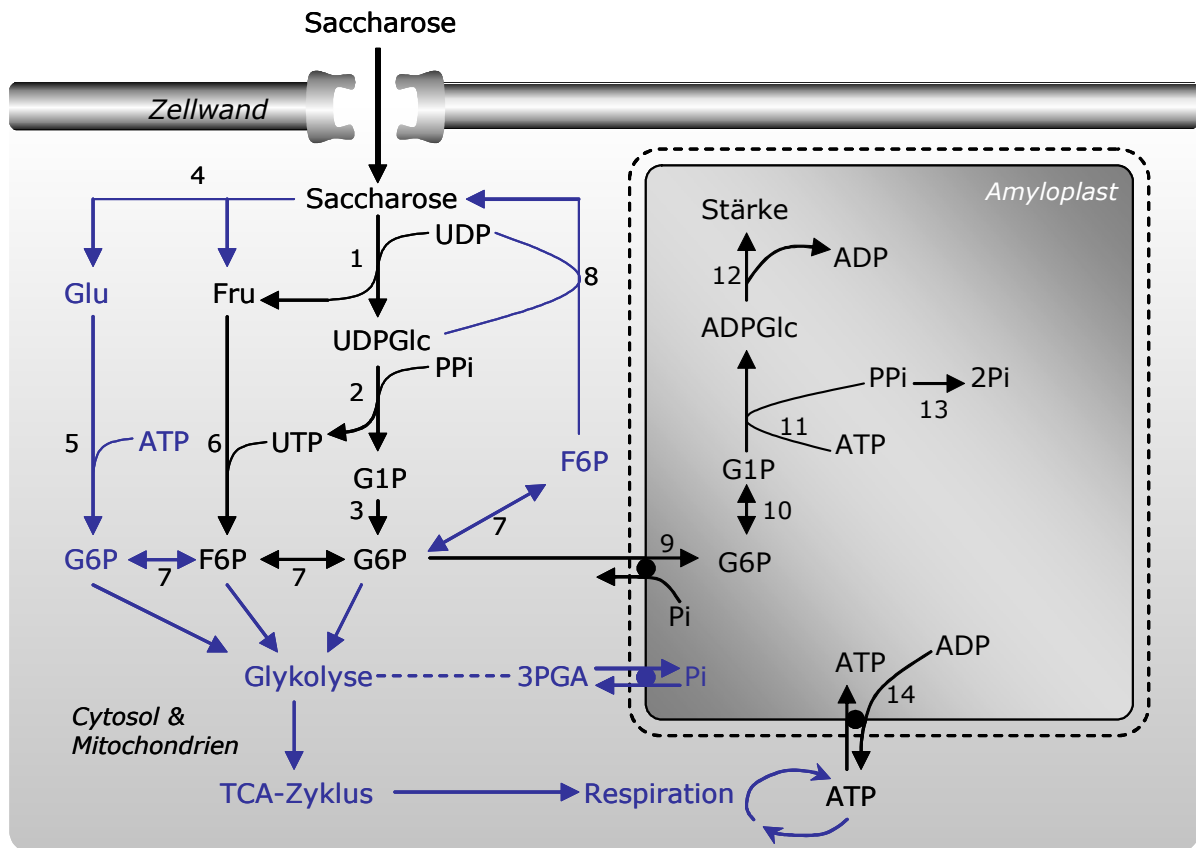 Saccharose
Zellwand
Amyloplast
4
Saccharose
Stärke
UDP
1
8
12
ADP
Glu
Fru
UDPGlc
ADPGlc
PPi
2
PPi
2Pi
13
5
ATP
6
UTP
11
ATP
F6P
G1P
G1P
3
7
10
9
G6P
F6P
G6P
G6P
7
7
Pi
ADP
ATP
Glykolyse
3PGA
Pi
14
Cytosol &
Mitochondrien
TCA-Zyklus
Respiration
ATP